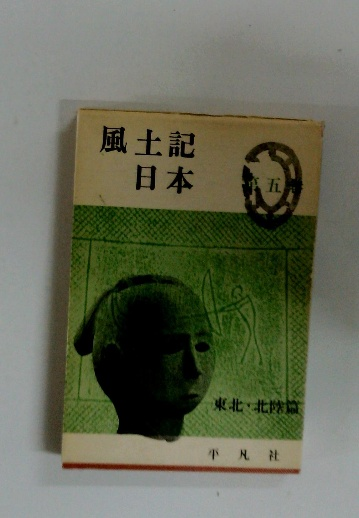 風土記
日本
第五巻
東北・北陸篇
平凡社